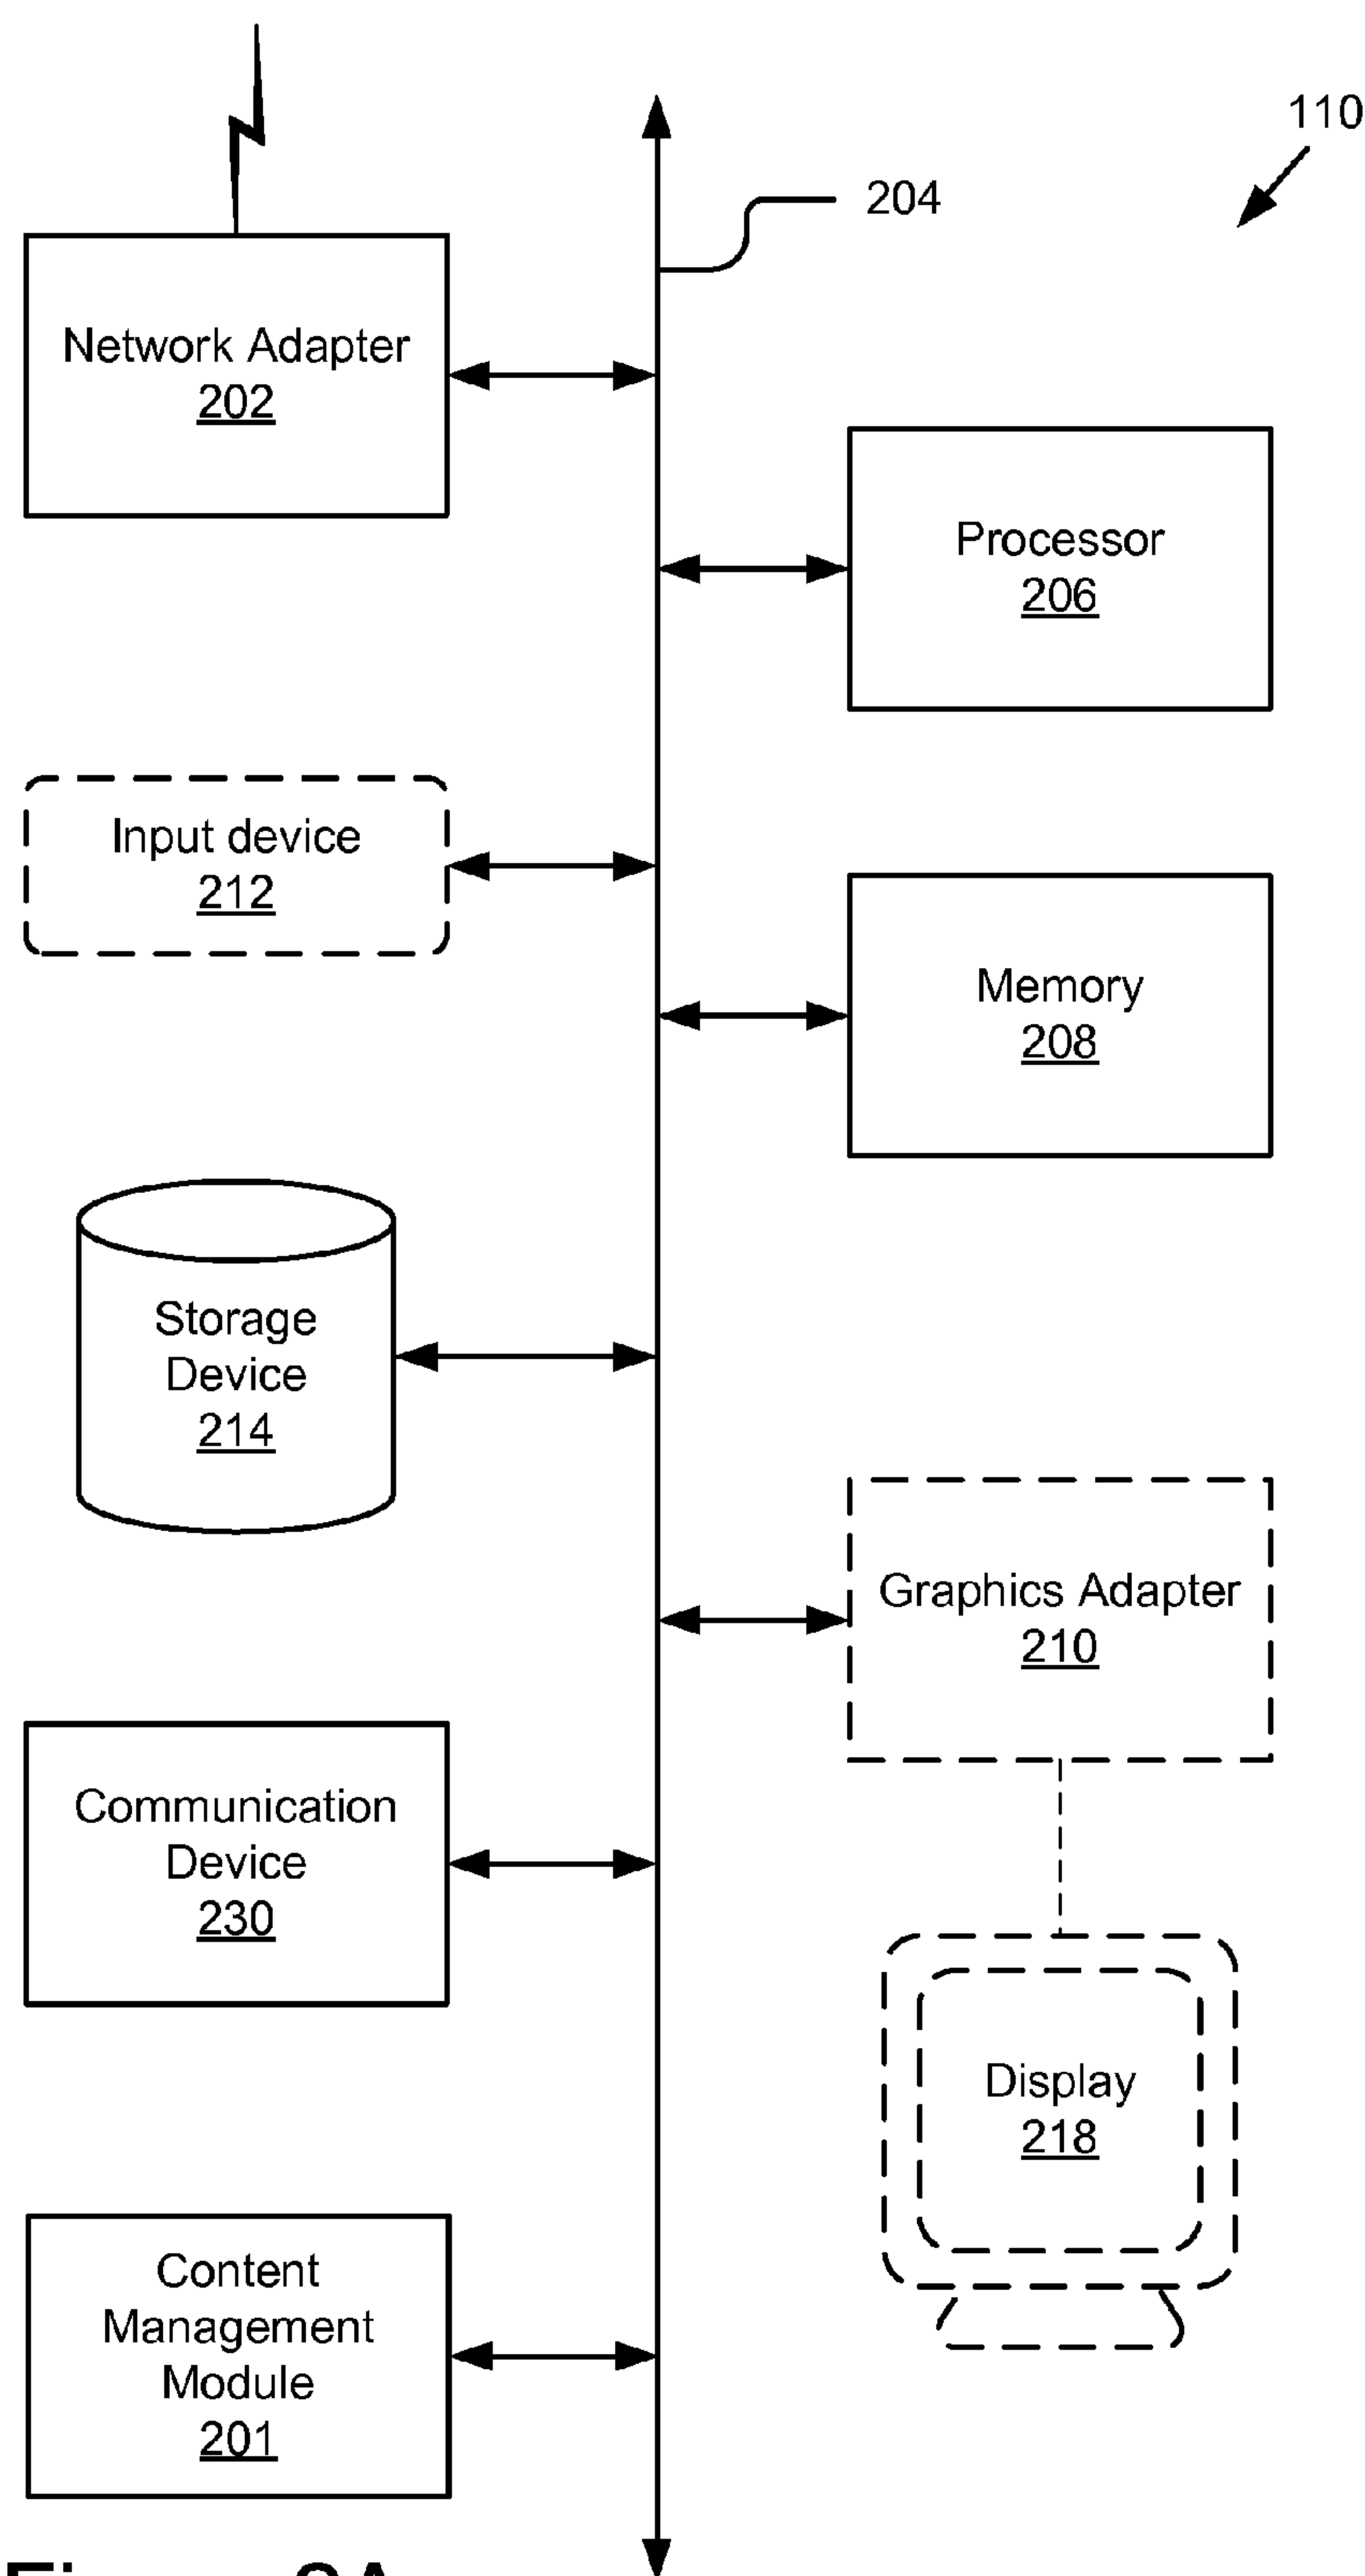 110
204
Network Adapter
202
Processor
206
Input device
212
Memory
208
Storage
Device
214
Graphics Adapter
210
Communication
Device
230
Display
218
Content
Management
Module
201